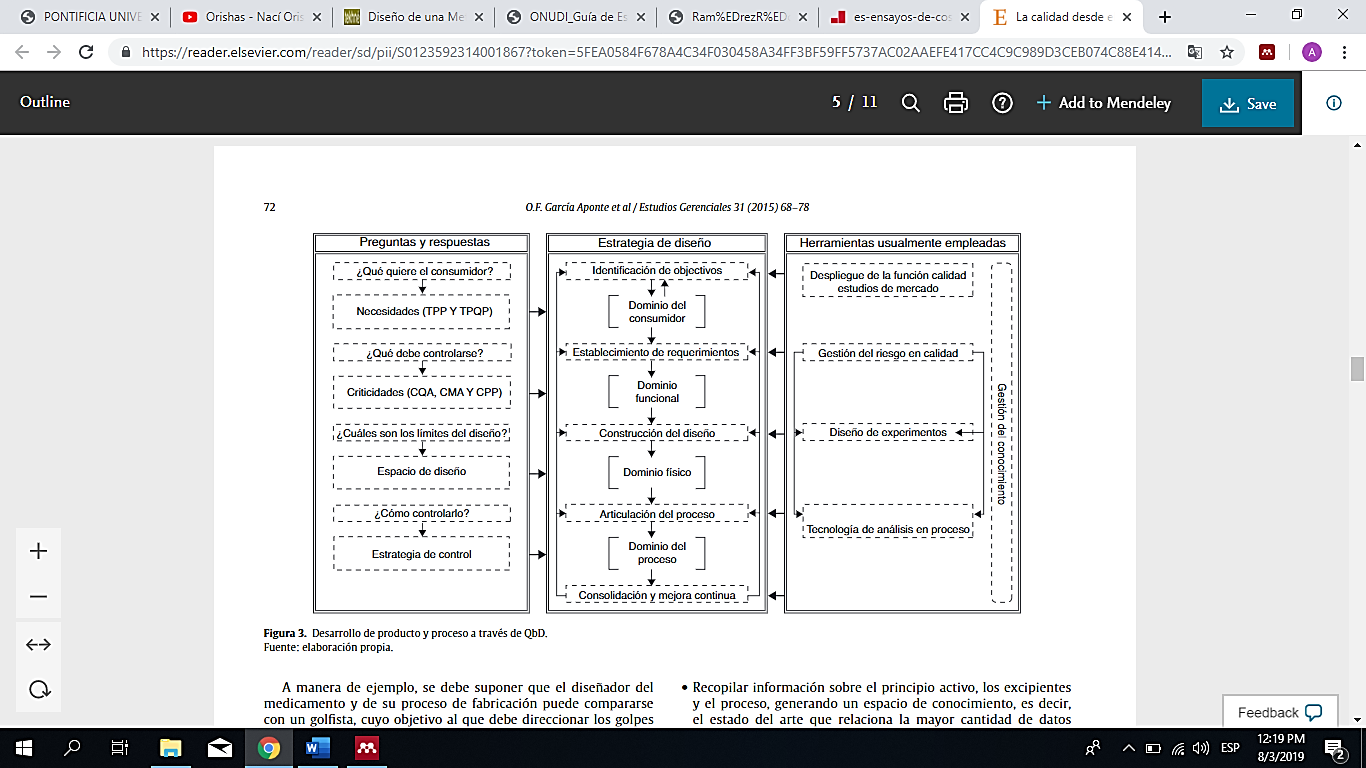 PONTIFICIA UNIVE
Orishas - Nací Oris
Diseño de una Me
ONUDI_Guía de Es
Ram%EDrezR%ED
es-ensayos-de-cos
La calidad desde e
https://reader.elsevier.com/reader/sd/pii/S0123592314001867?token=5FEA0584F678A4C34F030458A34FF3BF59FF5737AC02AAEFE417CC4C9C989D3CEB074C88E414...
A
Outline
5 / 11
Add to Mendeley
Save
72
O.F. García Aponte et al / Estudios Gerenciales 31 (2015) 68–78
Preguntas y respuestas
¿Qué quiere el consumidor?
Necesidades (TPP Y TPQP)
¿Qué debe controlarse?
Criticidades (CQA, CMA Y CPP)
¿Cuáles son los límites del diseño?
Espacio de diseño
¿Cómo controlarlo?
Estrategia de control
Estrategia de diseño
Identificación de objetivos
Dominio del
consumidor
Establecimiento de requerimientos
Dominio
funcional
Construcción del diseño
Dominio físico
Articulación del proceso
Dominio del
proceso
Consolidación y mejora continua
Herramientas usualmente empleadas
Despliegue de la función calidad
estudios de mercado
Gestión del riesgo en calidad
Diseño de experimentos
Tecnología de análisis en proceso
Gestión del conocimiento
Figura 3. Desarrollo de producto y proceso a través de QbD.
Fuente: elaboración propia.
A manera de ejemplo, se debe suponer que el diseñador del
medicamento y de su proceso de fabricación puede compararse
con un golfista, cuyo objetivo al que debe direccionar los golpes
• Recopilar información sobre el principio activo, los excipientes
y el proceso, generando un espacio de conocimiento, es decir,
el estado del arte que relaciona la mayor cantidad de datos
Feedback
ESP
12:19 PM
8/3/2019
2